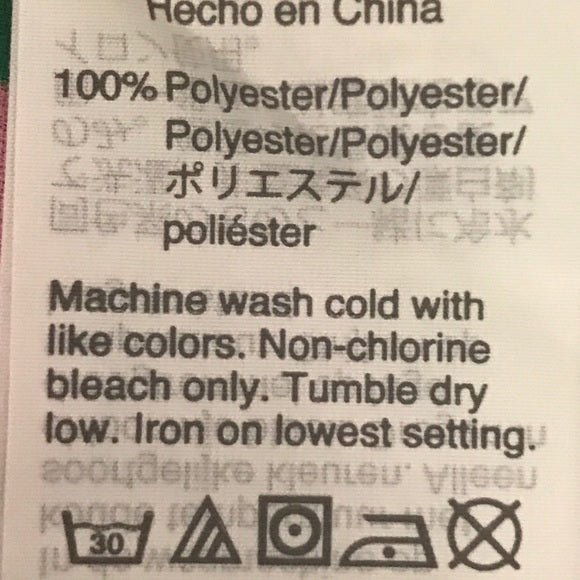 Hecho en China
100% Polyester/Polyester/
Polyester/Polyester/
ポリエステル/
poliéster
Machine wash cold with
like colors. Non-chlorine
bleach only. Tumble dry
low. Iron on lowest setting.
30